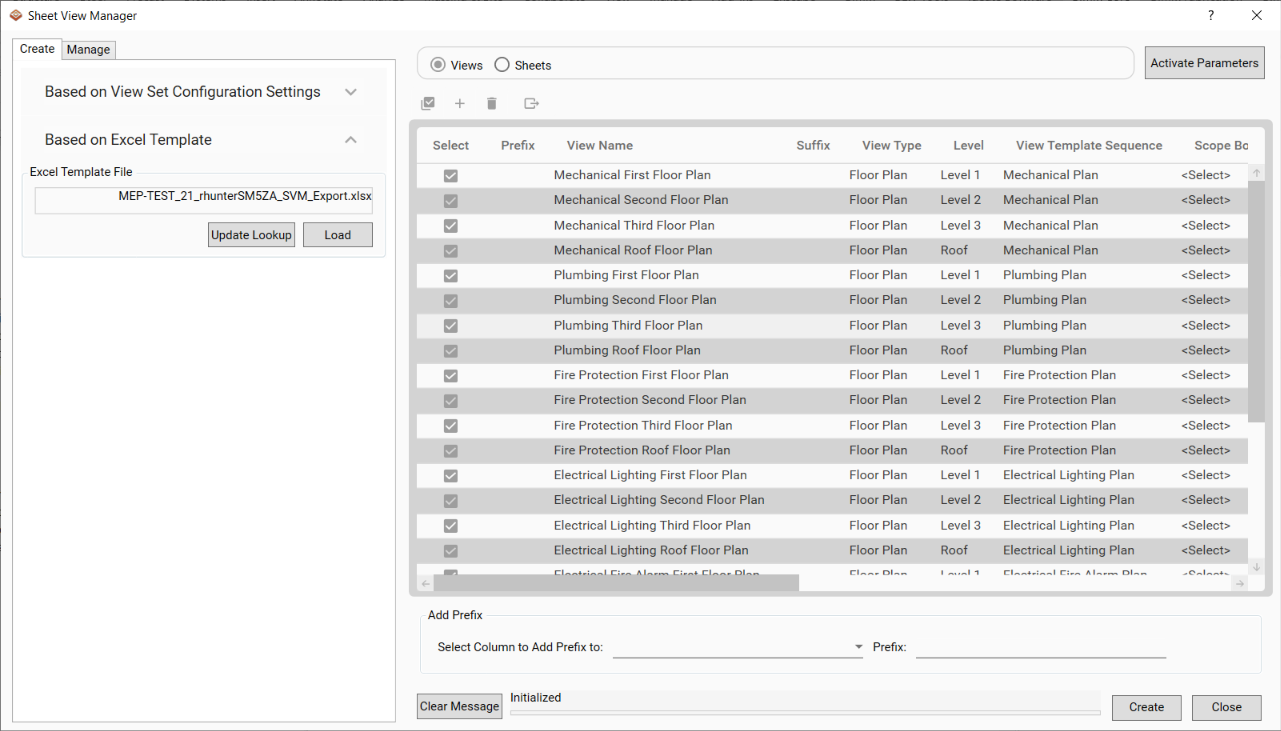 Sheet View Manager
?
Create Manage
Views Sheets
Activate Parameters
Based on View Set Configuration Settings
Based on Excel Template
Excel Template File
MEP-TEST_21_rhunterSM5ZA_SVM_Export.xlsx
Update Lookup Load
Select Prefix View Name Suffix View Type Level View Template Sequence Scope Bo
Mechanical First Floor Plan Floor Plan Level 1 Mechanical Plan <Select>
Mechanical Second Floor Plan Floor Plan Level 2 Mechanical Plan <Select>
Mechanical Third Floor Plan Floor Plan Level 3 Mechanical Plan <Select>
Mechanical Roof Floor Plan Floor Plan Roof Mechanical Plan <Select>
Plumbing First Floor Plan Floor Plan Level 1 Plumbing Plan <Select>
Plumbing Second Floor Plan Floor Plan Level 2 Plumbing Plan <Select>
Plumbing Third Floor Plan Floor Plan Level 3 Plumbing Plan <Select>
Plumbing Roof Floor Plan Floor Plan Roof Plumbing Plan <Select>
Fire Protection First Floor Plan Floor Plan Level 1 Fire Protection Plan <Select>
Fire Protection Second Floor Plan Floor Plan Level 2 Fire Protection Plan <Select>
Fire Protection Third Floor Plan Floor Plan Level 3 Fire Protection Plan <Select>
Fire Protection Roof Floor Plan Floor Plan Roof Fire Protection Plan <Select>
Electrical Lighting First Floor Plan Floor Plan Level 1 Electrical Lighting Plan <Select>
Electrical Lighting Second Floor Plan Floor Plan Level 2 Electrical Lighting Plan <Select>
Electrical Lighting Third Floor Plan Floor Plan Level 3 Electrical Lighting Plan <Select>
Electrical Lighting Roof Floor Plan Floor Plan Roof Electrical Lighting Plan <Select>
Electrical Fire Alarm First Floor Plan Floor Plan Level 1 Electrical Fire Alarm Plan <Select>
Add Prefix
Select Column to Add Prefix to: Prefix:
Clear Message Initialized Create Close